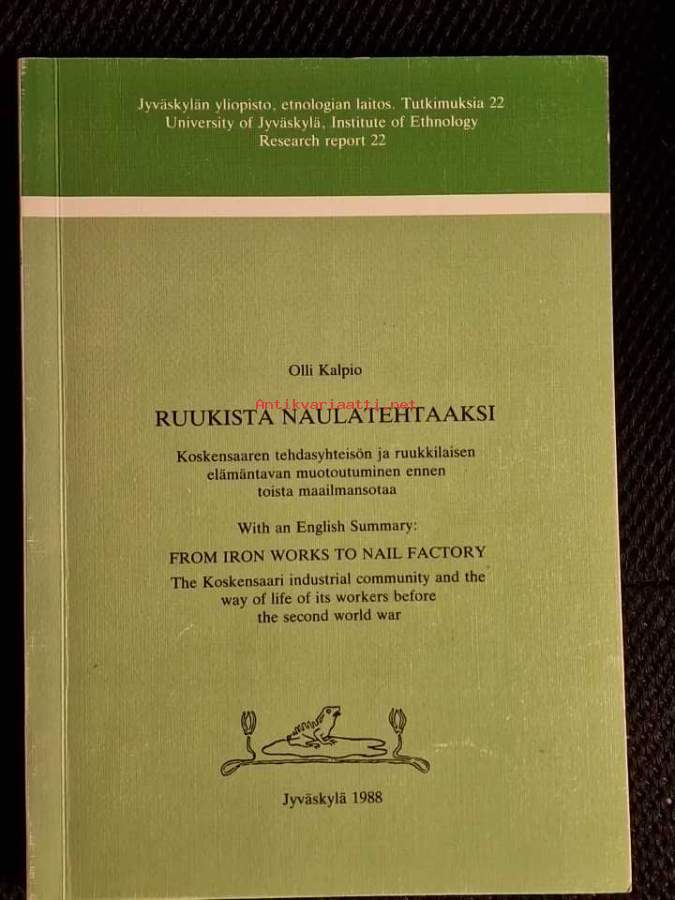 Jyväskylän yliopisto, etnologian laitos. Tutkimuksia 22
University of Jyväskylä, Institute of Ethnology
Research report 22
Olli Kalpio
Antikvariaatti.net
RUUKISTA NAULATEHTAAKSI
Koskensaaren tehdasyhteisön ja ruukkilaisen
elämäntavan muotoutuminen ennen
toista maailmansotaa
With an English Summary:
FROM IRON WORKS TO NAIL FACTORY
The Koskensaari industrial community and the
way of life of its workers before
the second world war
Jyväskylä 1988